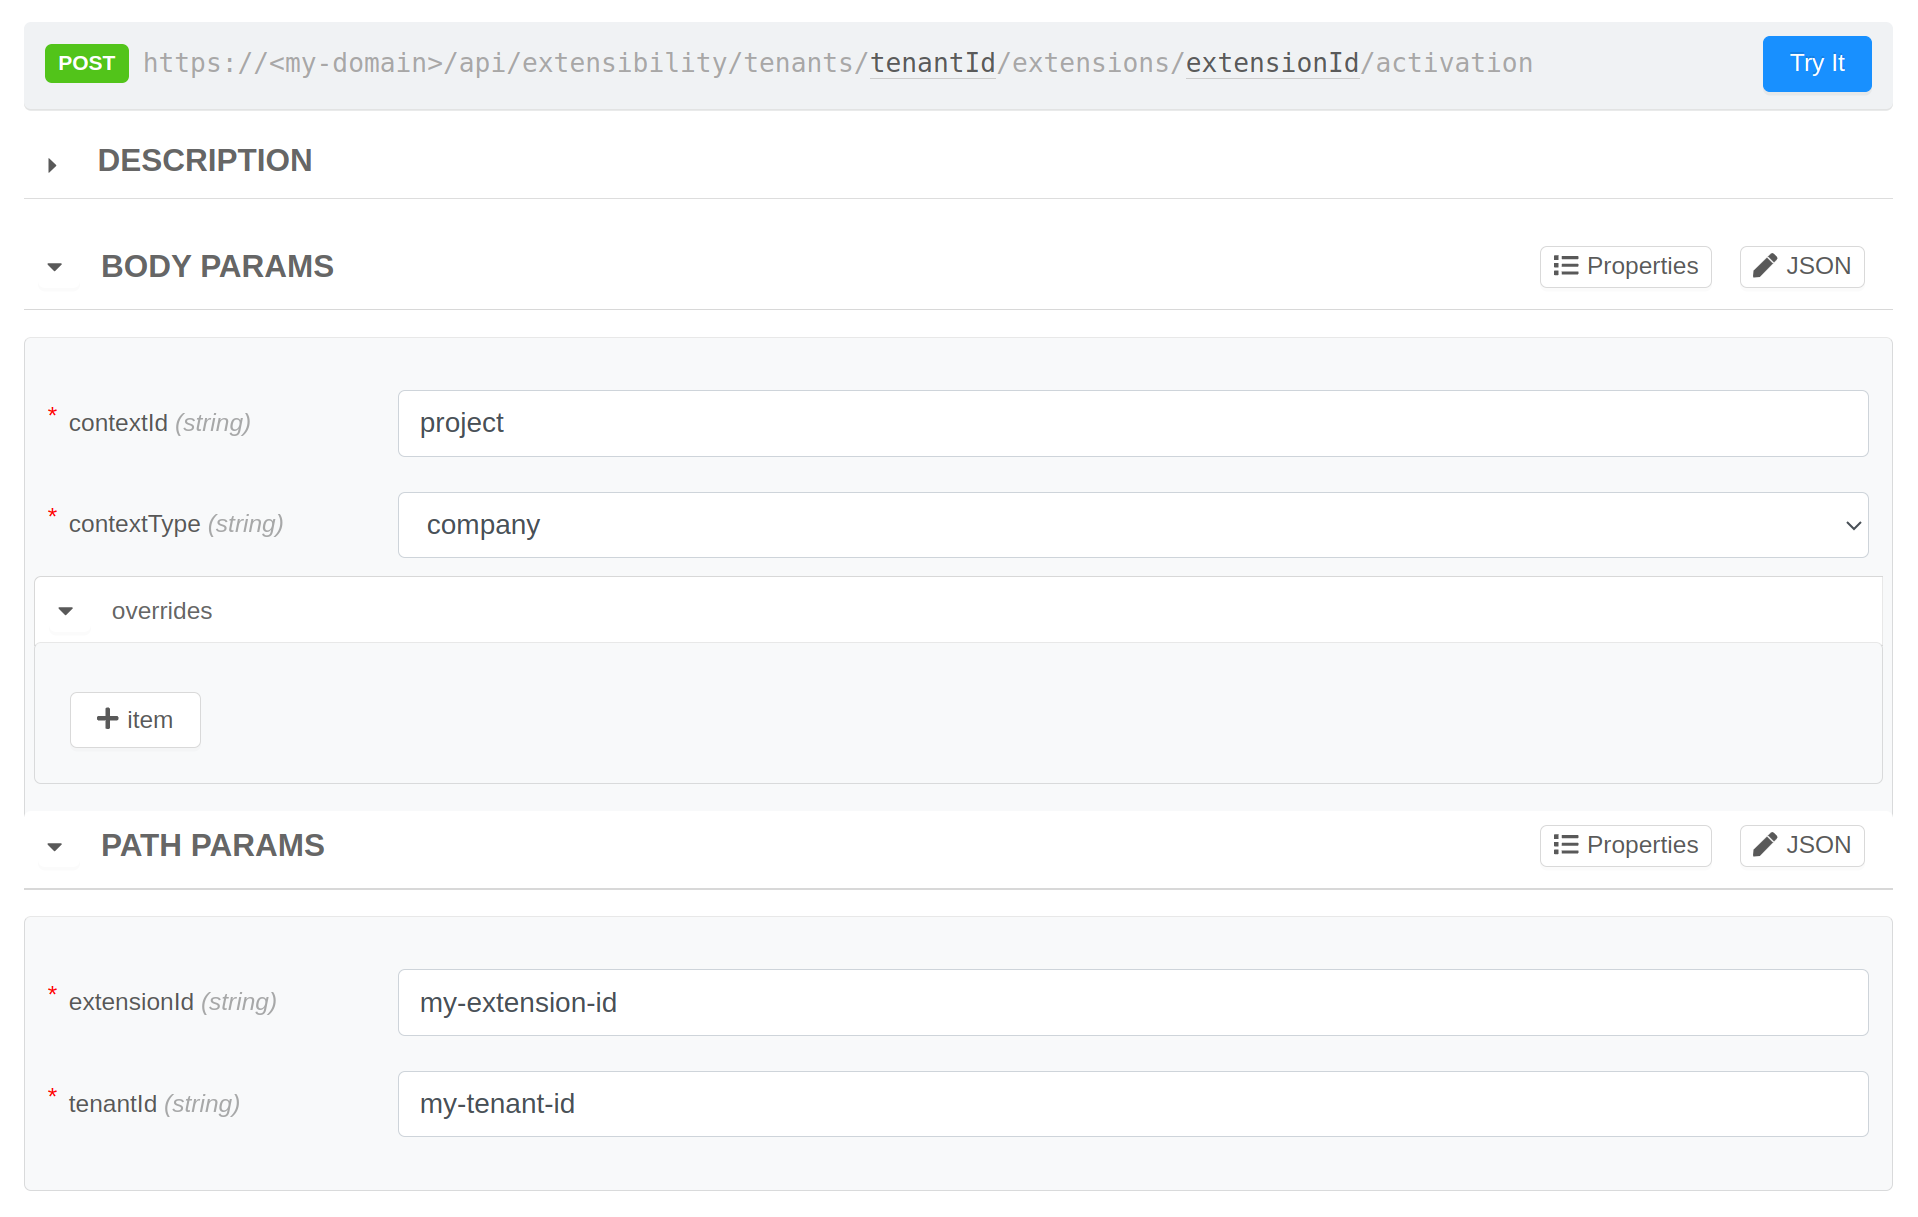 POST https://<my-domain>/api/extensibility/tenants/tenantId/extensions/extensionId/activation Try It
DESCRIPTION
BODY PARAMS Properties JSON
* contextId (string) project
* contextType (string) company
overrides
item
PATH PARAMS Properties JSON
* extensionId (string) my-extension-id
* tenantId (string) my-tenant-id